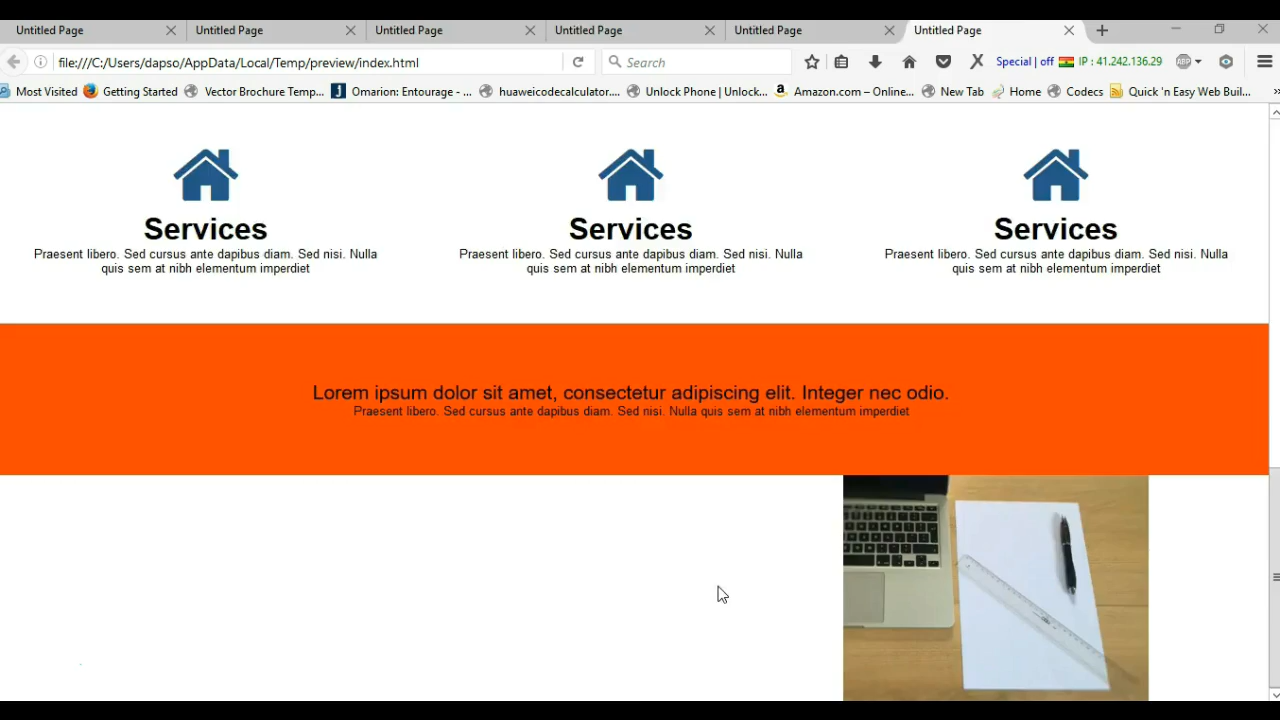 Untitled Page Untitled Page Untitled Page Untitled Page Untitled Page Untitled Page
file:///C:/Users/dapso/AppData/Local/Temp/preview/index.html Search Special | off IP : 41.242.136.29 ABP
Most Visited Getting Started Vector Brochure Temp... Omarion: Entourage - ... huaweicodecalculator.... Unlock Phone | Unlock... Amazon.com – Online... New Tab Home Codecs Quick 'n Easy Web Buil...
Services Services Services
Praesent libero. Sed cursus ante dapibus diam. Sed nisi. Nulla Praesent libero. Sed cursus ante dapibus diam. Sed nisi. Nulla Praesent libero. Sed cursus ante dapibus diam. Sed nisi. Nulla
quis sem at nibh elementum imperdiet quis sem at nibh elementum imperdiet quis sem at nibh elementum imperdiet
Lorem ipsum dolor sit amet, consectetur adipiscing elit. Integer nec odio.
Praesent libero. Sed cursus ante dapibus diam. Sed nisi. Nulla quis sem at nibh elementum imperdiet